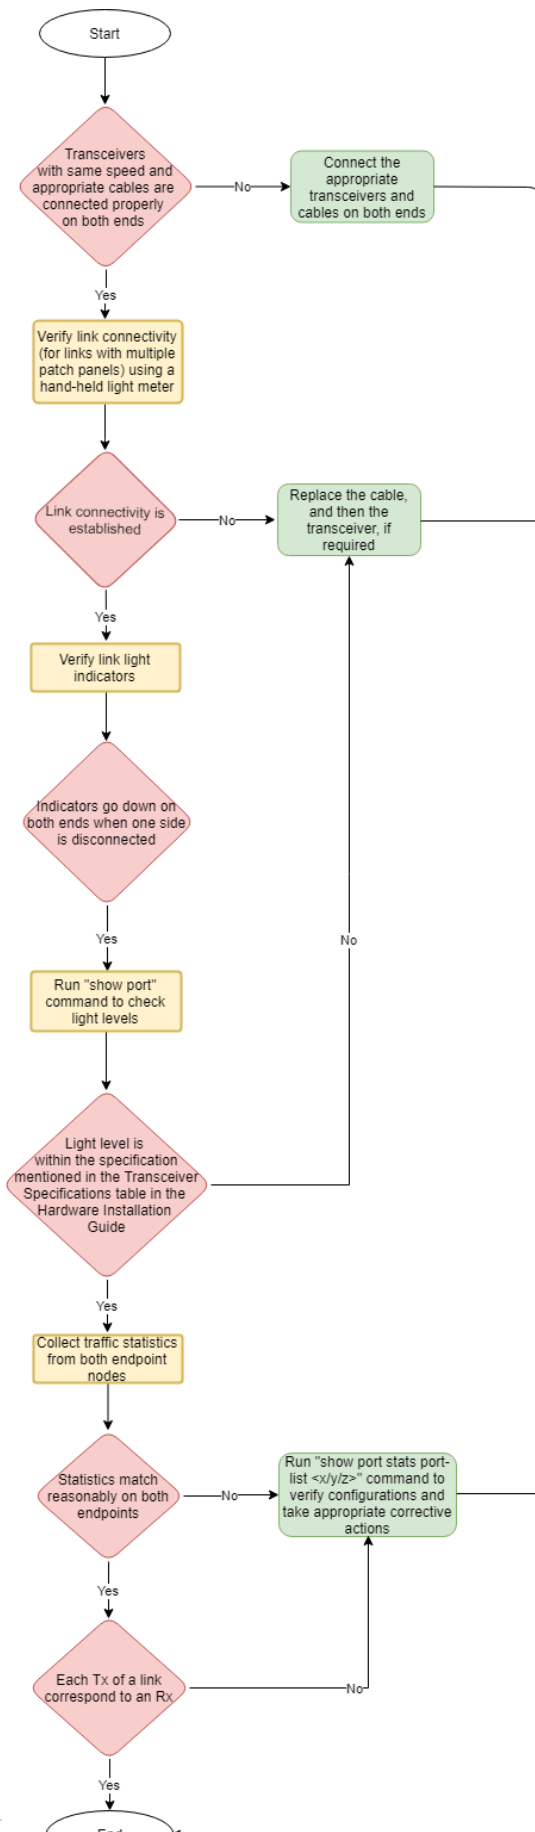 Start
Transceivers
with same speed and
appropriate cables are
connected properly
on both ends
No
Connect the
appropriate
transceivers and
cables on both ends
Yes
Verify link connectivity
(for links with multiple
patch panels) using a
hand-held light meter
Link connectivity is
established
No
Replace the cable,
and then the
transceiver, if
required
Yes
Verify link light
indicators
Indicators go down on
both ends when one side
is disconnected
Yes
No
Run "show port"
command to check
light levels
Light level is
within the specification
mentioned in the Transceiver
Specifications table in the
Hardware Installation
Guide
Yes
Collect traffic statistics
from both endpoint
nodes
Statistics match
reasonably on both
endpoints
No
Run "show port stats port-
list <x/y/z>" command to
verify configurations and
take appropriate corrective
actions
Yes
Each Tx of a link
correspond to an Rx
No
Yes
End